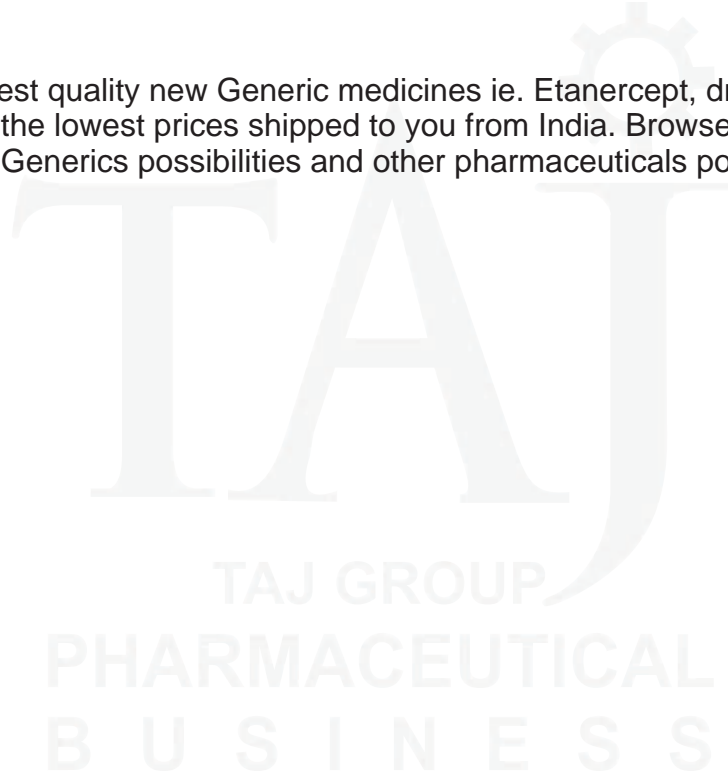 est quality new Generic medicines ie. Etanercept, d
the lowest prices shipped to you from India. Browse
Generics possibilities and other pharmaceuticals po
TAJ
TAJ GROUP
PHARMACEUTICAL
BUSINESS